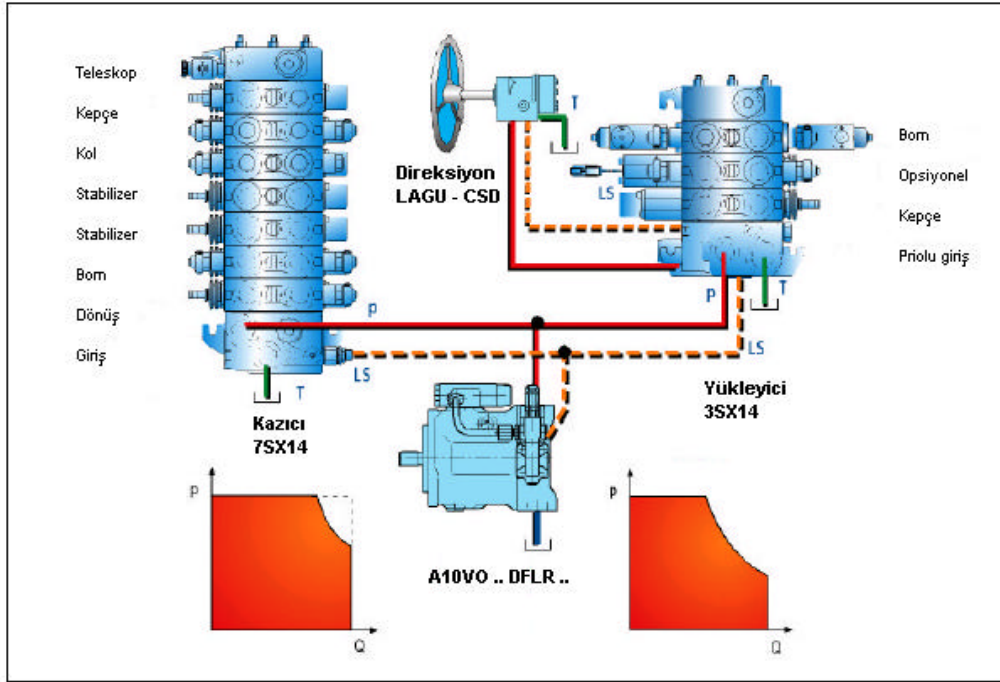 Teleskop
Kepçe
Kol
Stabilizer
Stabilizer
Bom
Dönüş
Giriş
T
LS
P
Kazıcı
7SX14
Direksiyon
LAGU - CSD
T
LS
Bom
Opsiyonel
Kepçe
Priolu giriş
P
T
LS
Yükleyici
3SX14
A10VO .. DFLR ..
P
Q
P
Q